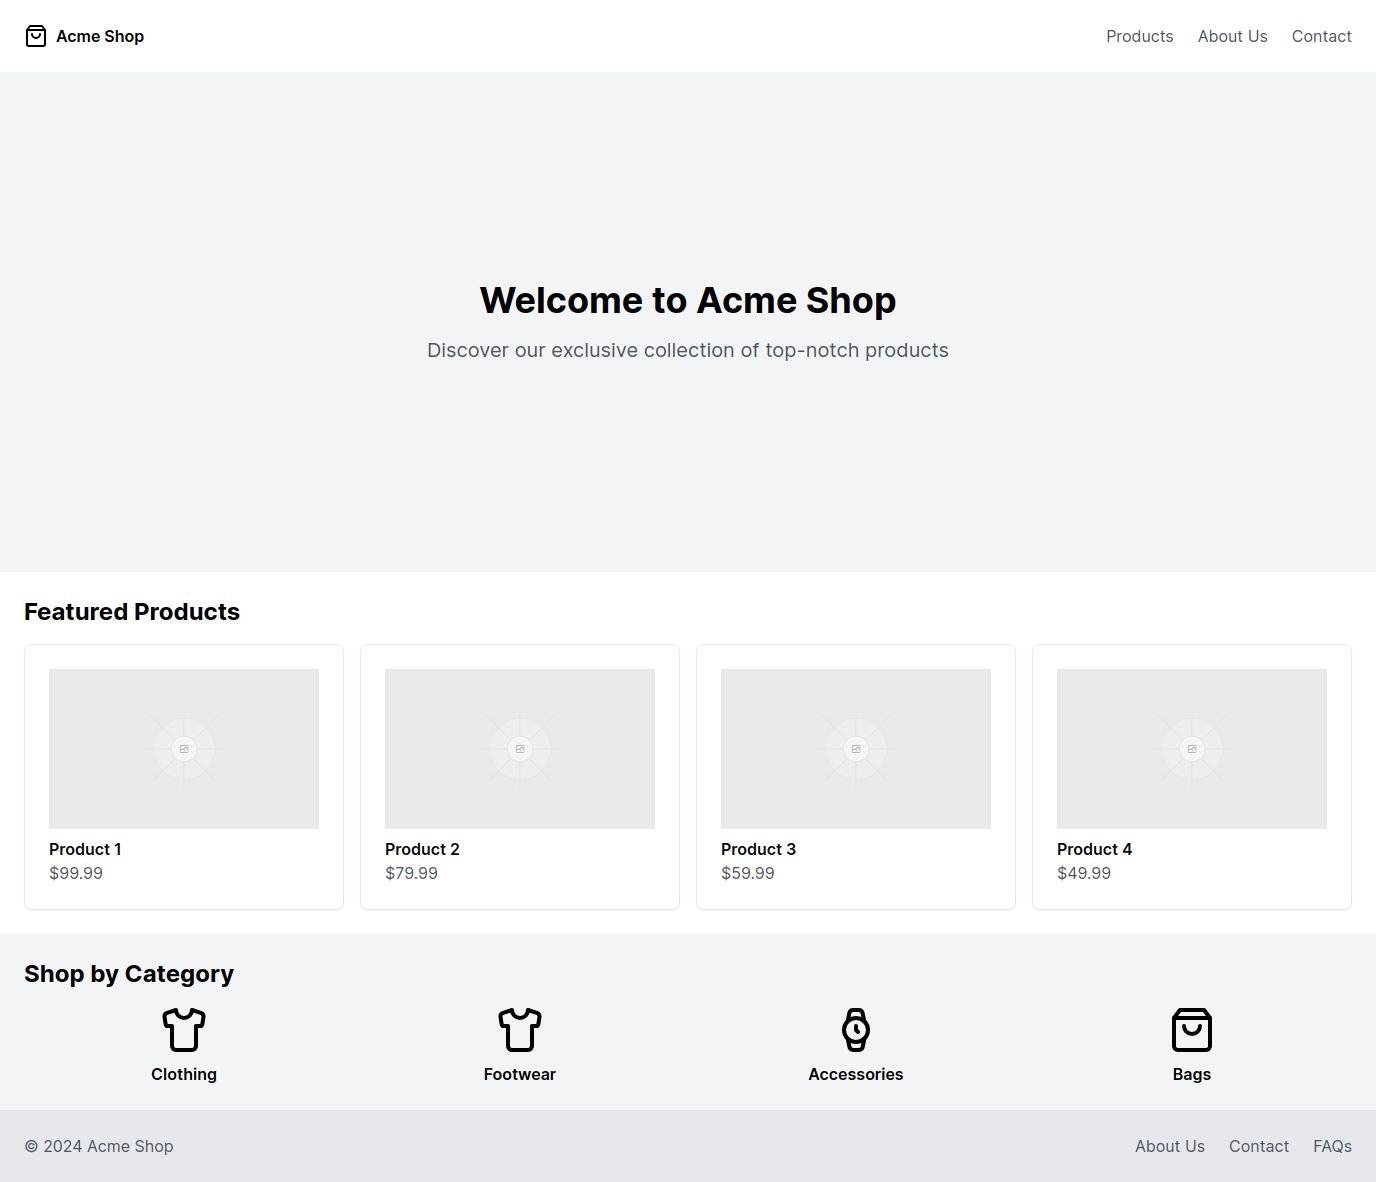 Acme Shop
Products About Us Contact
Welcome to Acme Shop
Discover our exclusive collection of top-notch products
Featured Products
Product 1
$99.99
Product 2
$79.99
Product 3
$59.99
Product 4
$49.99
Shop by Category
Clothing
Footwear
Accessories
Bags
© 2024 Acme Shop
About Us Contact FAQs